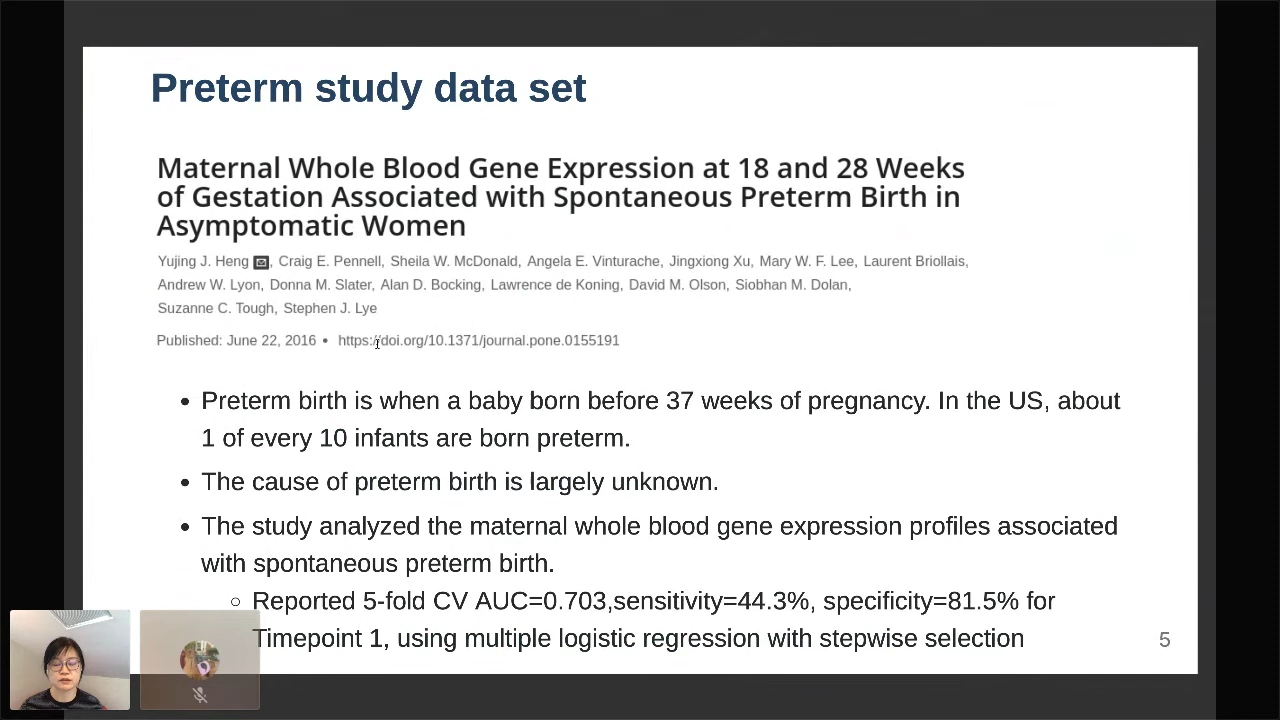 Preterm study data set
Maternal Whole Blood Gene Expression at 18 and 28 Weeks
of Gestation Associated with Spontaneous Preterm Birth in
Asymptomatic Women
Yujing J. Heng , Craig E. Pennell, Sheila W. McDonald, Angela E. Vinturache, Jingxiong Xu, Mary W. F. Lee, Laurent Briollais,
Andrew W. Lyon, Donna M. Slater, Alan D. Bocking, Lawrence de Koning, David M. Olson, Siobhan M. Dolan,
Suzanne C. Tough, Stephen J. Lye
Published: June 22, 2016 • https://doi.org/10.1371/journal.pone.0155191
• Preterm birth is when a baby born before 37 weeks of pregnancy. In the US, about
1 of every 10 infants are born preterm.
• The cause of preterm birth is largely unknown.
• The study analyzed the maternal whole blood gene expression profiles associated
with spontaneous preterm birth.
○ Reported 5-fold CV AUC=0.703,sensitivity=44.3%, specificity=81.5% for
Timepoint 1, using multiple logistic regression with stepwise selection
5